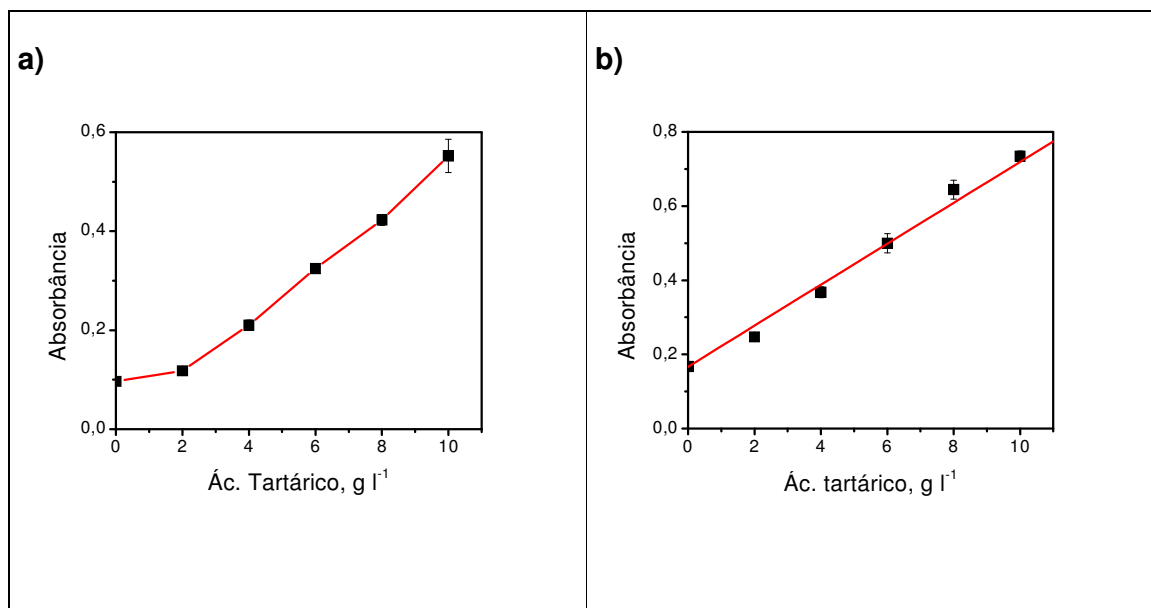 a)
0,6
0,4
0,2
0,0
Absorbância
0 2 4 6 8 10
Ác. Tartárico, g l⁻¹
b)
0,8
0,6
0,4
0,2
0,0
Absorbância
0 2 4 6 8 10
Ác. tartárico, g l⁻¹